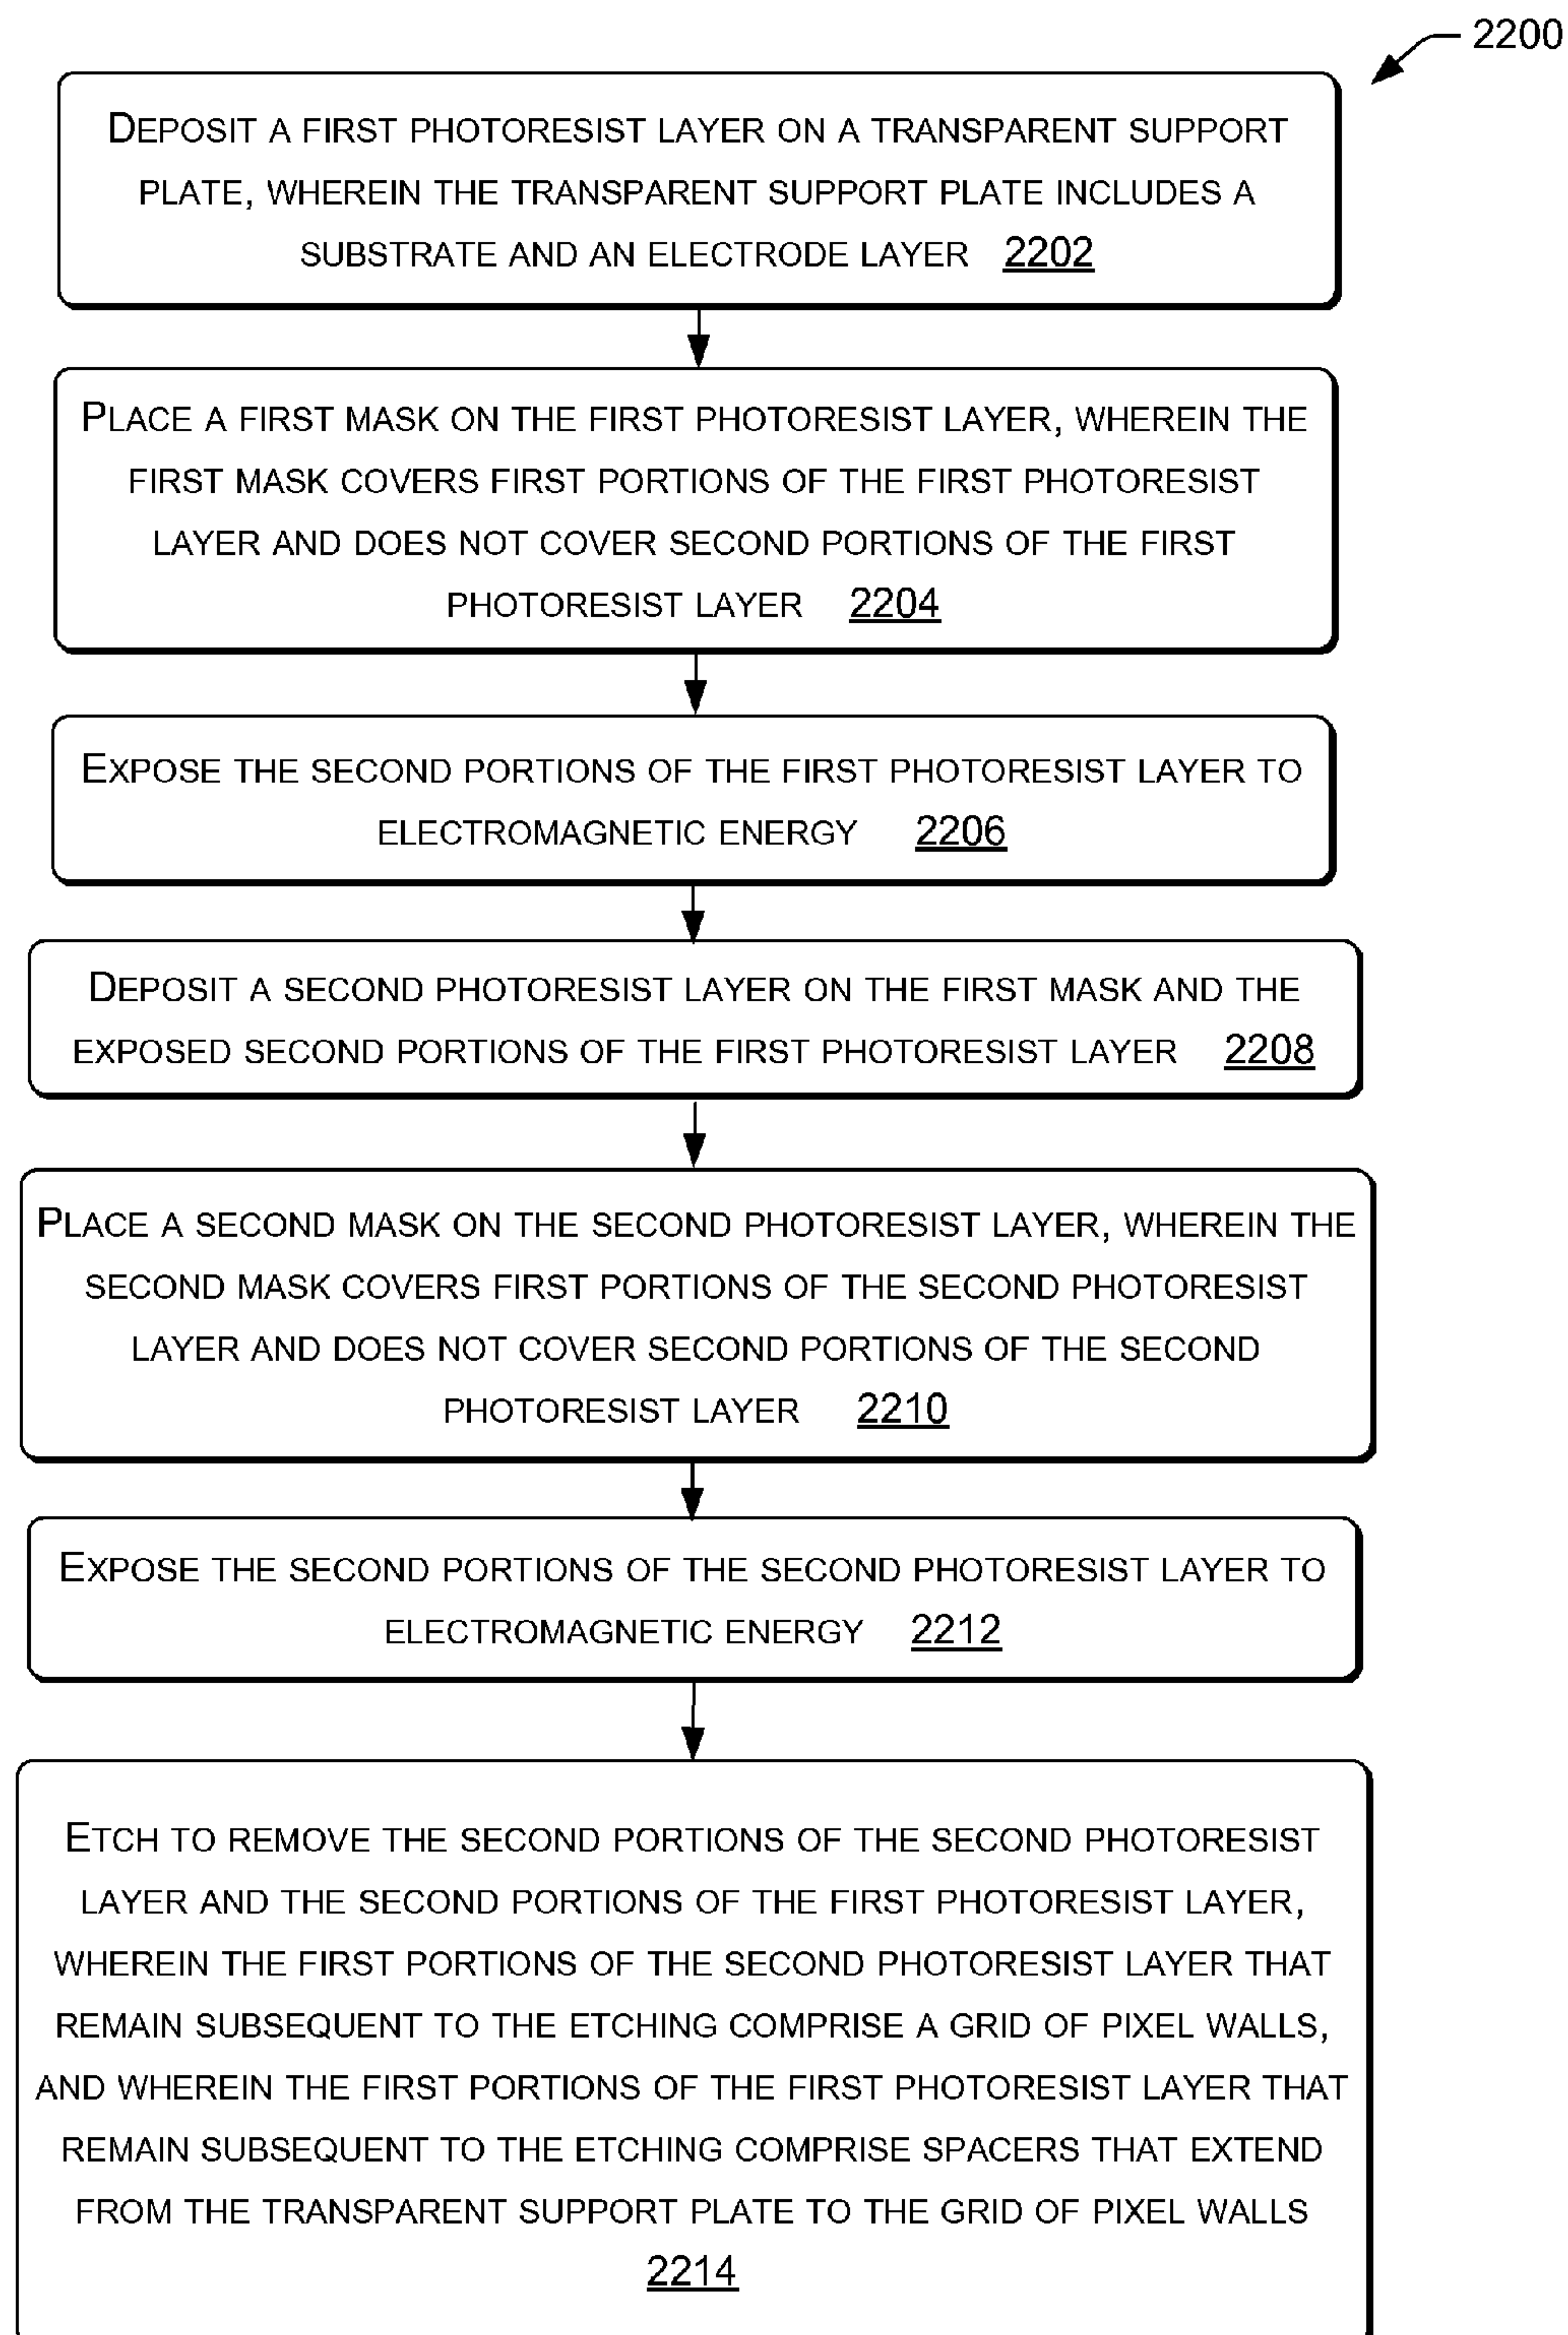 2200
DEPOSIT A FIRST PHOTORESIST LAYER ON A TRANSPARENT SUPPORT
PLATE, WHEREIN THE TRANSPARENT SUPPORT PLATE INCLUDES A
SUBSTRATE AND AN ELECTRODE LAYER 2202
PLACE A FIRST MASK ON THE FIRST PHOTORESIST LAYER, WHEREIN THE
FIRST MASK COVERS FIRST PORTIONS OF THE FIRST PHOTORESIST
LAYER AND DOES NOT COVER SECOND PORTIONS OF THE FIRST
PHOTORESIST LAYER 2204
EXPOSE THE SECOND PORTIONS OF THE FIRST PHOTORESIST LAYER TO
ELECTROMAGNETIC ENERGY 2206
DEPOSIT A SECOND PHOTORESIST LAYER ON THE FIRST MASK AND THE
EXPOSED SECOND PORTIONS OF THE FIRST PHOTORESIST LAYER 2208
PLACE A SECOND MASK ON THE SECOND PHOTORESIST LAYER, WHEREIN THE
SECOND MASK COVERS FIRST PORTIONS OF THE SECOND PHOTORESIST
LAYER AND DOES NOT COVER SECOND PORTIONS OF THE SECOND
PHOTORESIST LAYER 2210
EXPOSE THE SECOND PORTIONS OF THE SECOND PHOTORESIST LAYER TO
ELECTROMAGNETIC ENERGY 2212
ETCH TO REMOVE THE SECOND PORTIONS OF THE SECOND PHOTORESIST
LAYER AND THE SECOND PORTIONS OF THE FIRST PHOTORESIST LAYER,
WHEREIN THE FIRST PORTIONS OF THE SECOND PHOTORESIST LAYER THAT
REMAIN SUBSEQUENT TO THE ETCHING COMPRISE A GRID OF PIXEL WALLS,
AND WHEREIN THE FIRST PORTIONS OF THE FIRST PHOTORESIST LAYER THAT
REMAIN SUBSEQUENT TO THE ETCHING COMPRISE SPACERS THAT EXTEND
FROM THE TRANSPARENT SUPPORT PLATE TO THE GRID OF PIXEL WALLS
2214